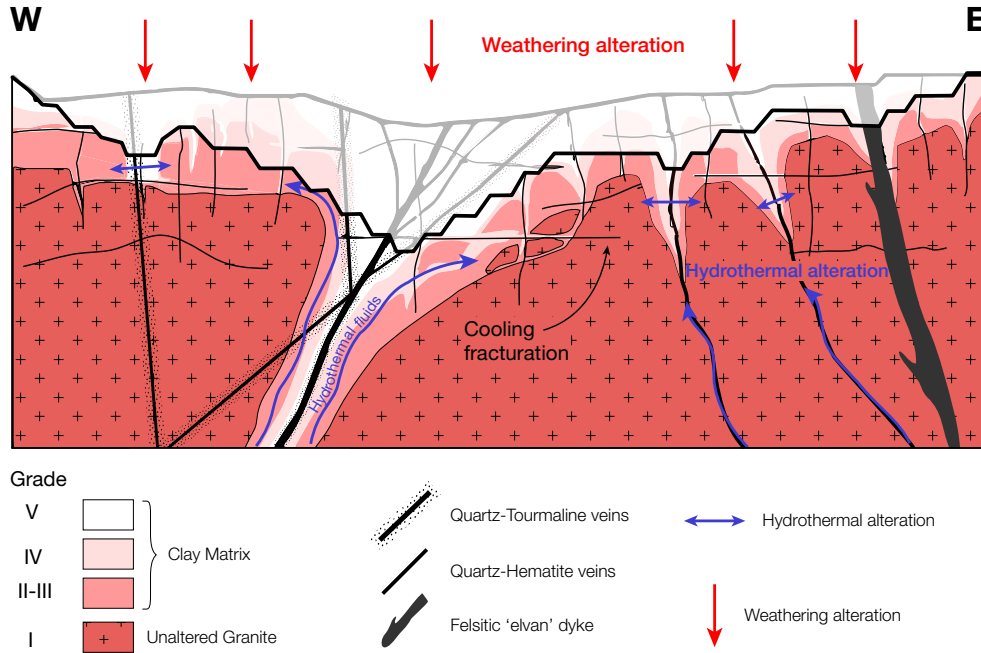 W
E
Weathering alteration
Hydrothermal alteration
Hydrothermal fluids
Cooling
fracturation
Grade
V
IV
II-III
I
Clay Matrix
Unaltered Granite
Quartz-Tourmaline veins
Quartz-Hematite veins
Felsitic ‘elvan’ dyke
Hydrothermal alteration
Weathering alteration